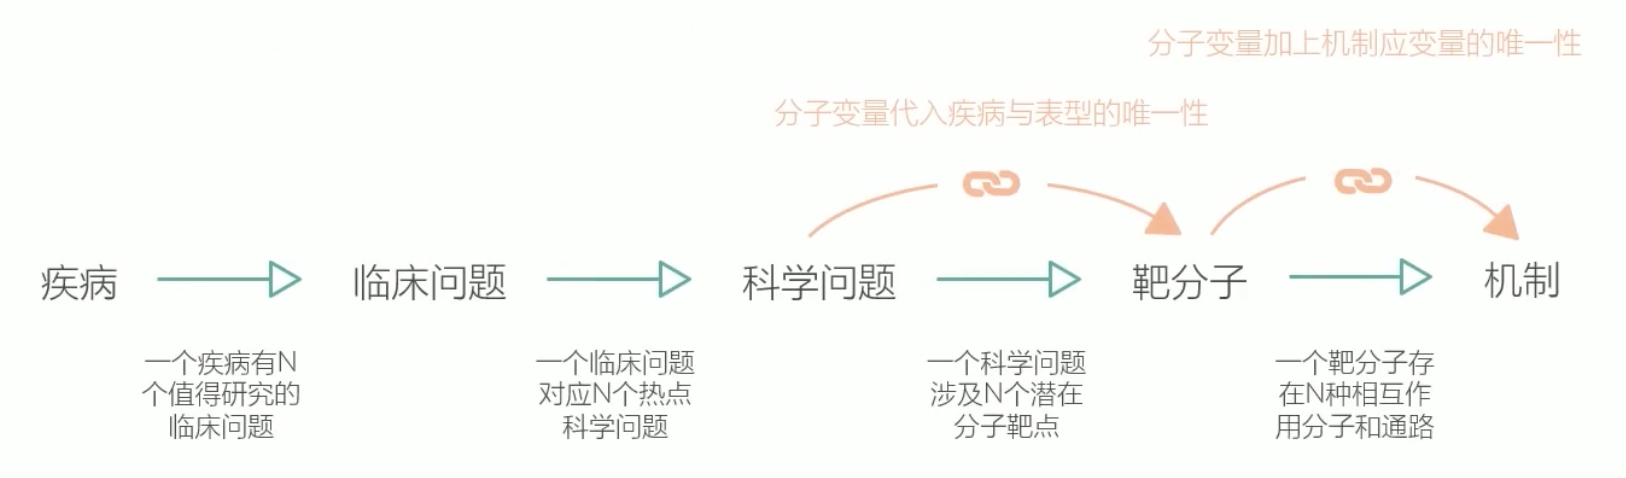 分子变量加上机制应变量的唯一性
分子变量代入疾病与表型的唯一性
疾病
临床问题
科学问题
靶分子
机制
一个疾病有N
个值得研究的
临床问题
一个临床问题
对应N个热点
科学问题
一个科学问题
涉及N个潜在
分子靶点
一个靶分子存
在N种相互作
用分子和通路